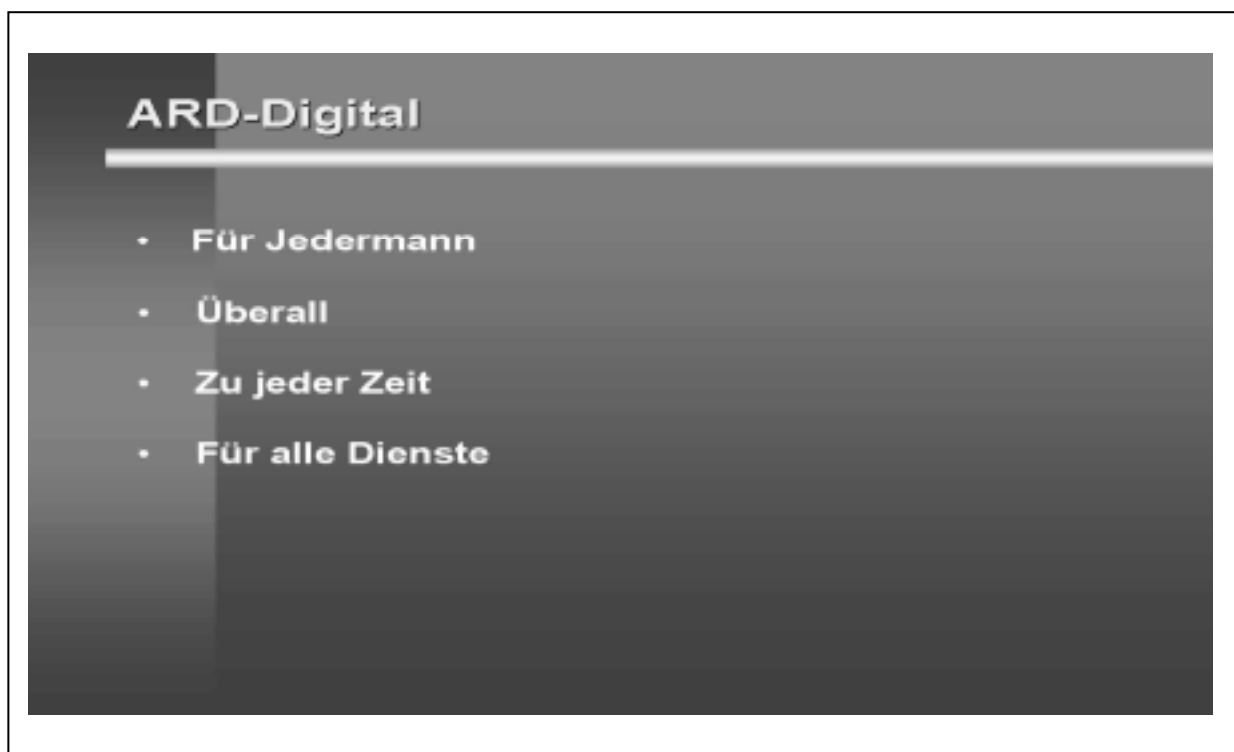 ARD-Digital
• Für Jedermann
• Überall
• Zu jeder Zeit
• Für alle Dienste